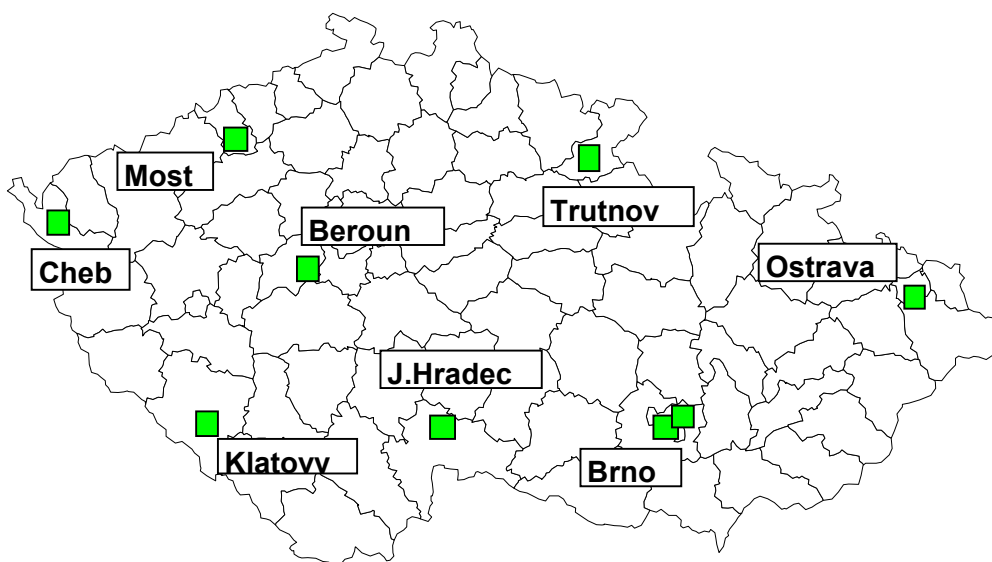 Most
Trutnov
Beroun
Cheb
Ostrava
J.Hradec
Klatovy
Brno